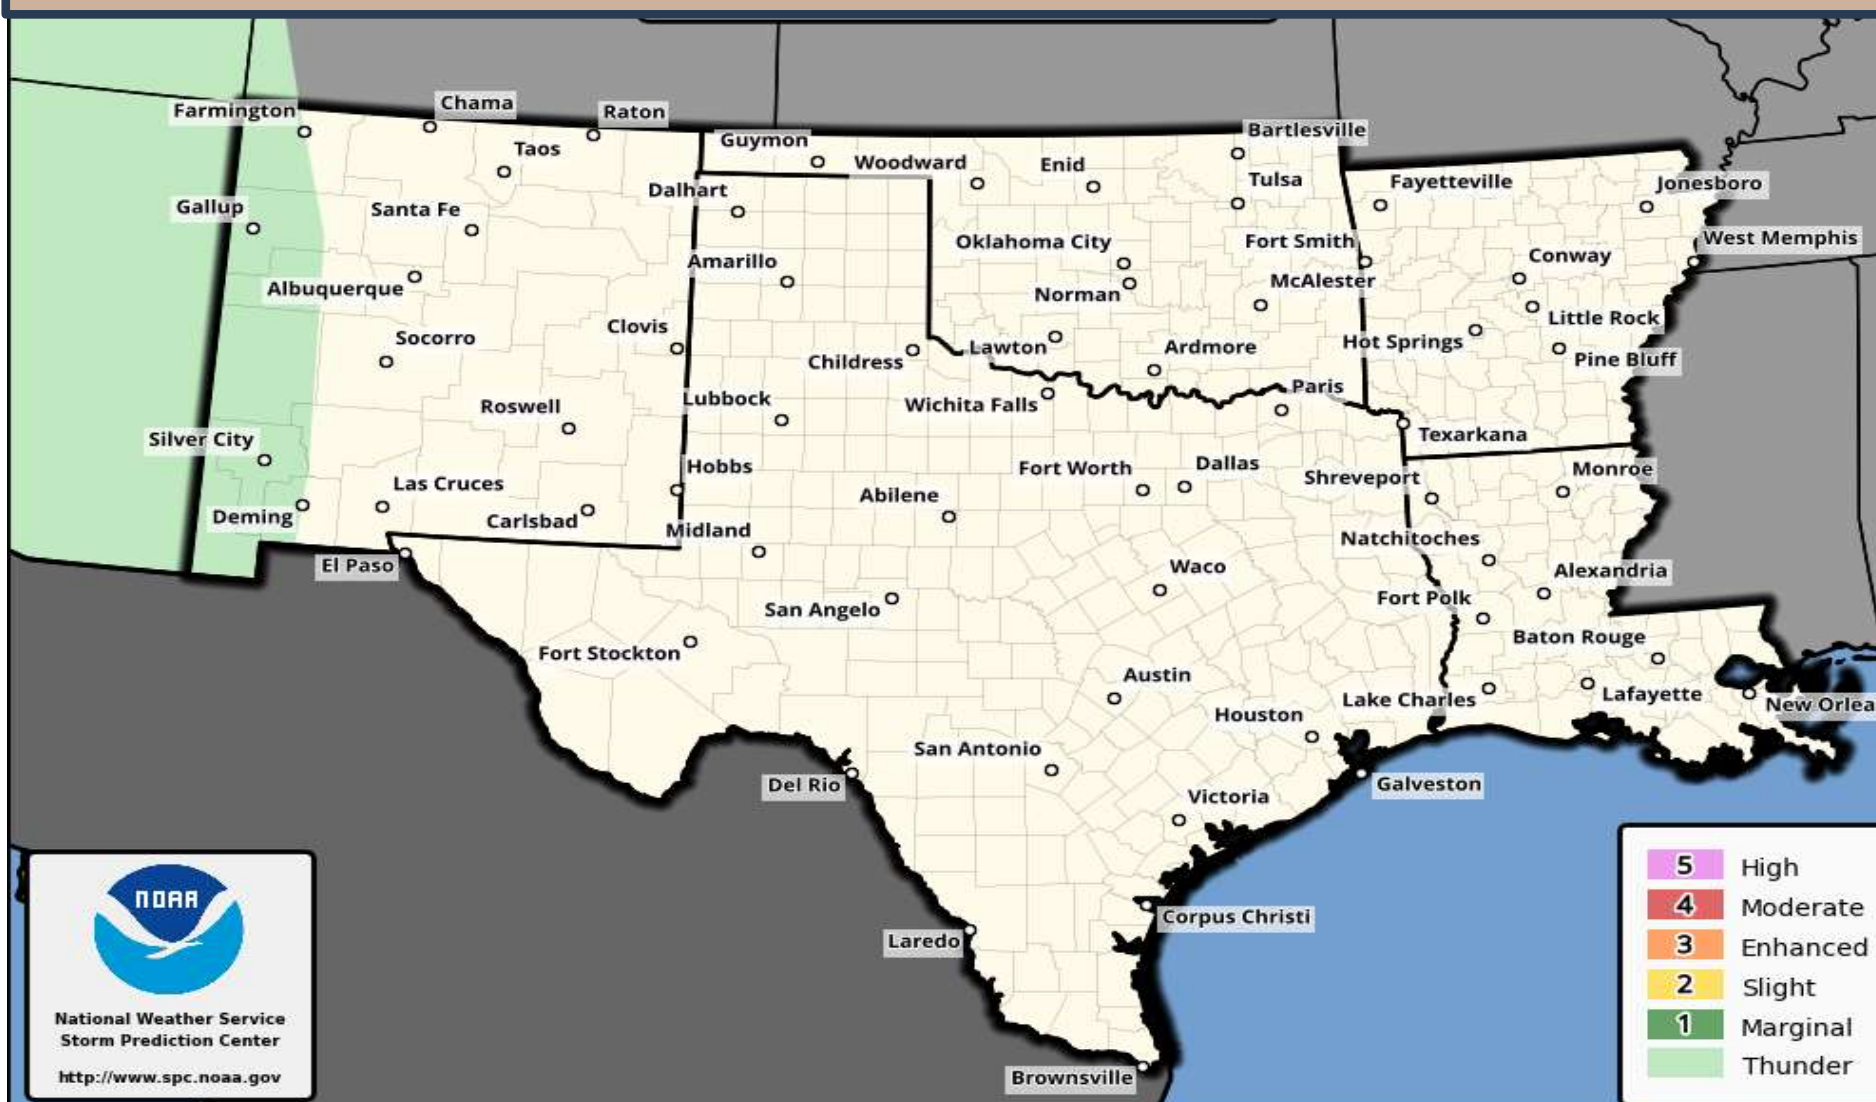 Farmington
Chama
Raton
Guymon
Bartlesville
Taos
Woodward
Enid
Tulsa
Fayetteville
Jonesboro
Dalhart
Gallup
Santa Fe
Oklahoma City
Fort Smith
West Memphis
Conway
Amarillo
Albuquerque
Norman
McAlester
Little Rock
Socorro
Clovis
Childress
Lawton
Ardmore
Hot Springs
Pine Bluff
Roswell
Lubbock
Wichita Falls
Paris
Silver City
Texarkana
Las Cruces
Hobbs
Fort Worth
Dallas
Shreveport
Monroe
Deming
Carlsbad
Abilene
Midland
Natchitoches
El Paso
Waco
Alexandria
San Angelo
Fort Polk
Fort Stockton
Baton Rouge
Austin
Lake Charles
Lafayette
New Orlea
Houston
San Antonio
Del Rio
Galveston
Victoria
Corpus Christi
Laredo
Brownsville
NOAA
National Weather Service
Storm Prediction Center
http://www.spc.noaa.gov
5 High
4 Moderate
3 Enhanced
2 Slight
1 Marginal
Thunder